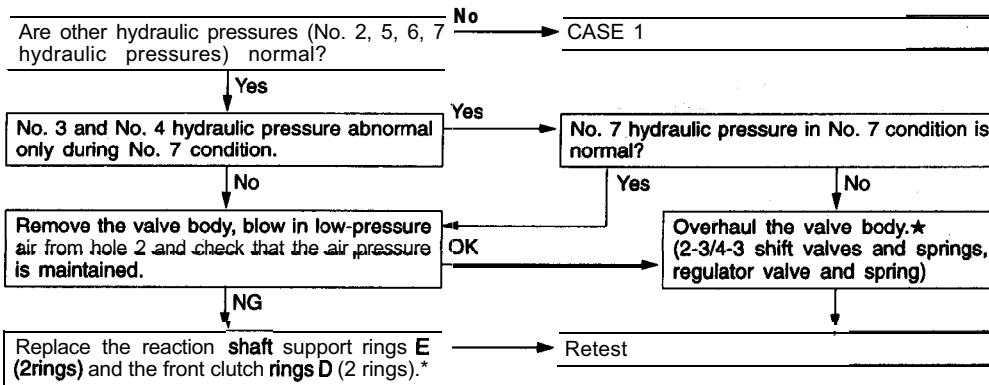 Are other hydraulic pressures (No. 2, 5, 6, 7
hydraulic pressures) normal?
No
CASE 1
Yes
No. 3 and No. 4 hydraulic pressure abnormal
only during No. 7 condition.
Yes
No. 7 hydraulic pressure in No. 7 condition is
normal?
No
Yes
No
Remove the valve body, blow in low-pressure
air from hole 2 and check that the air pressure
is maintained.
OK
Overhaul the valve body.★
(2-3/4-3 shift valves and springs,
regulator valve and spring)
NG
Replace the reaction shaft support rings E
(2rings) and the front clutch rings D (2 rings).*
Retest